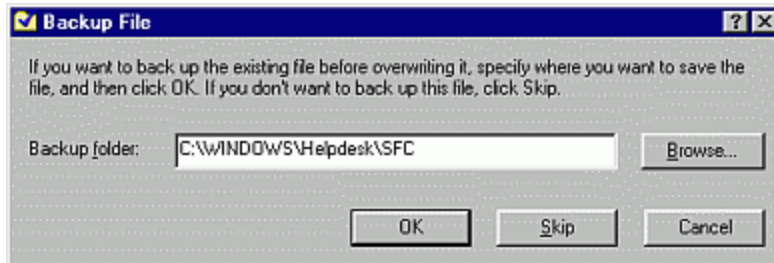 Backup File
If you want to back up the existing file before overwriting it, specify where you want to save the
file, and then click OK. If you don't want to back up this file, click Skip.
Backup folder: C:\WINDOWS\Helpdesk\SFC Browse...
OK Skip Cancel